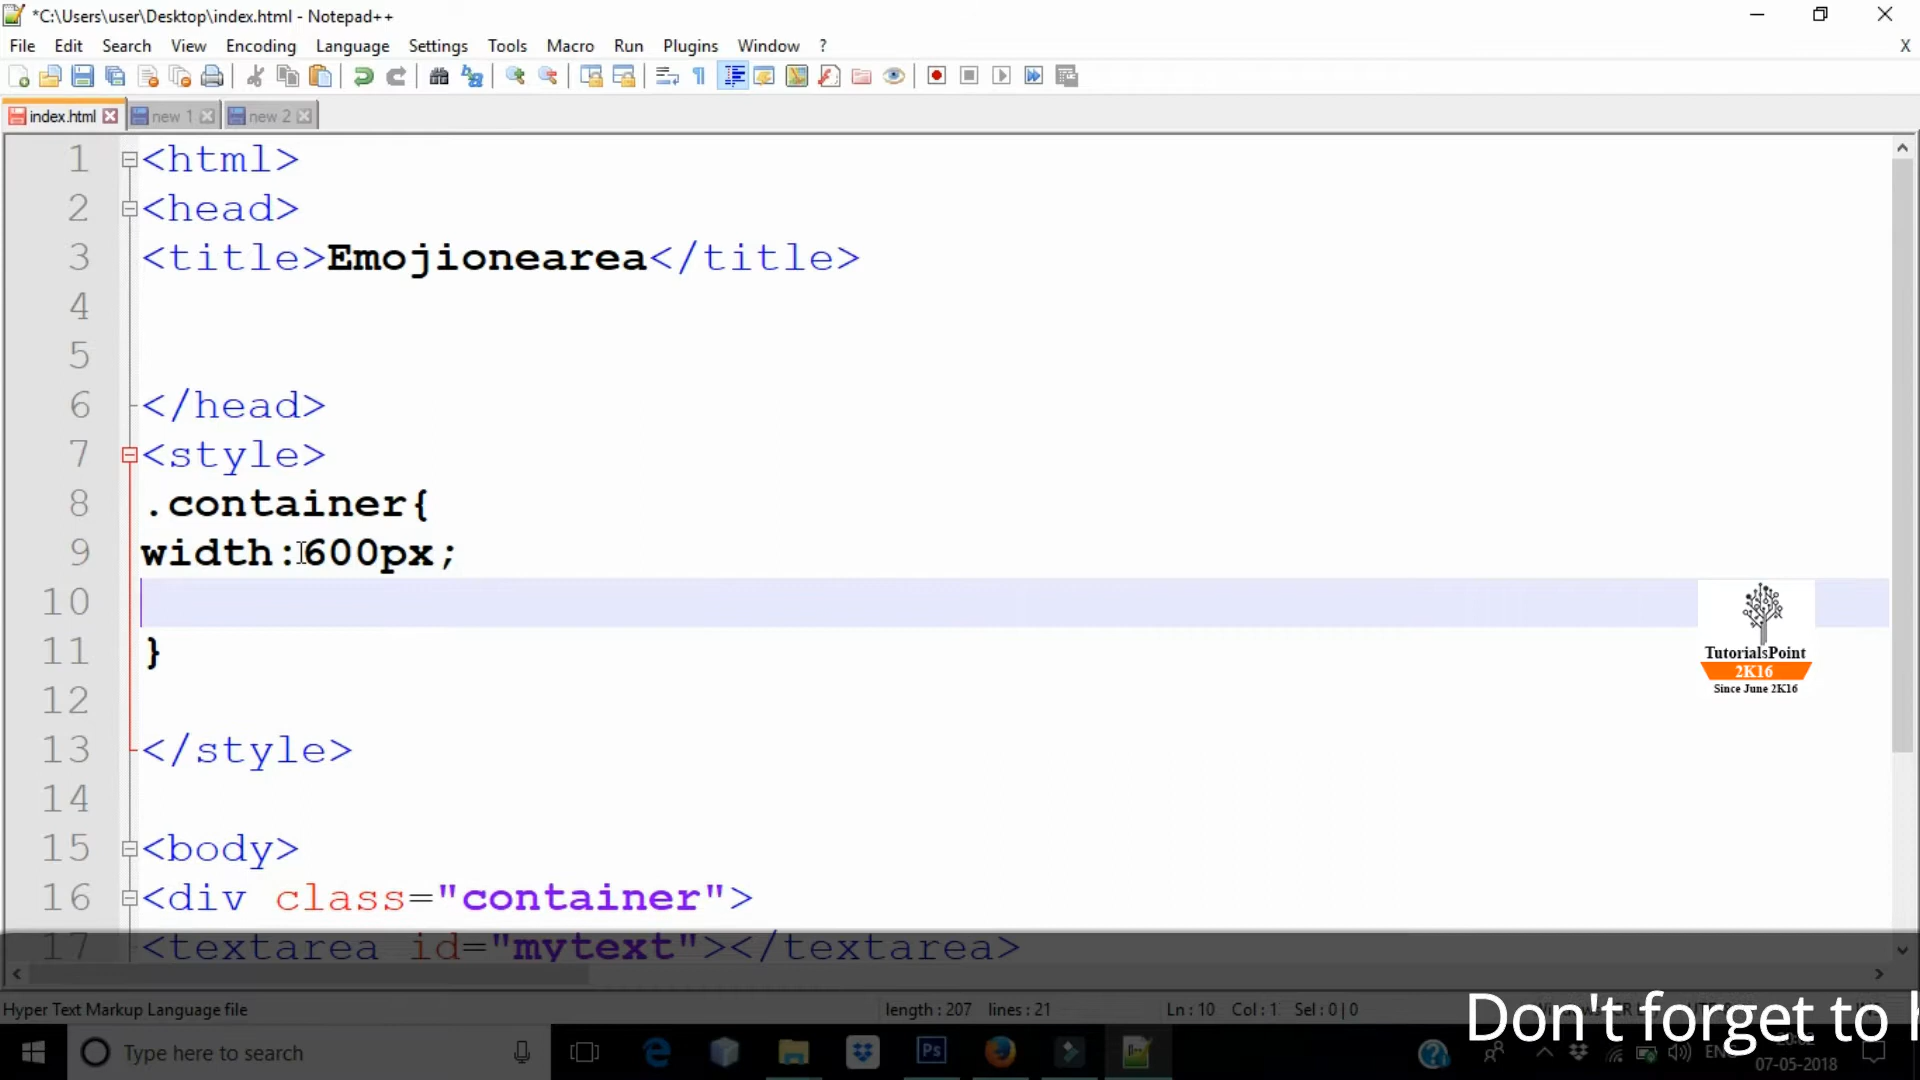 *C:\Users\user\Desktop\index.html - Notepad++
File Edit Search View Encoding Language Settings Tools Macro Run Plugins Window ? X
index.html new 1 new 2
1 <html>
2 <head>
3 <title>Emojionearea</title>
4
5
6 </head>
7 <style>
8 .container{
9 width:600px;
10
11 }
12
13 </style>
14
15 <body>
16 <div class="container">
17 <textarea id="mytext"></textarea>
TutorialsPoint
2K16
Since June 2K16
Hyper Text Markup Language file length : 207 lines : 21 Ln : 10 Col : 1 Sel : 0 | 0
Don't forget to
Type here to search Ps ENG
07-05-2018